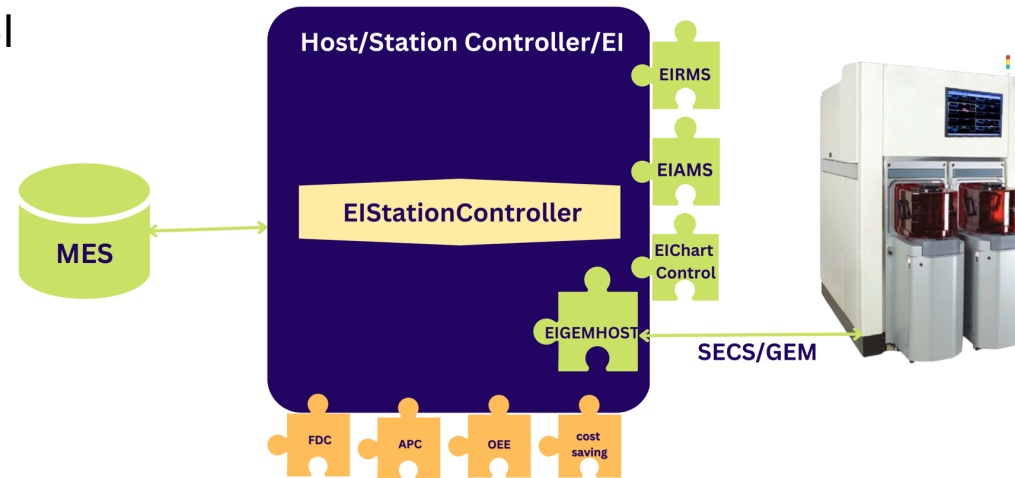 Host/Station Controller/EI
EIRMS
EIAMS
EIStationController
MES
EIChart
Control
EIGEMHOST
SECS/GEM
FDC
APC
OEE
cost
saving